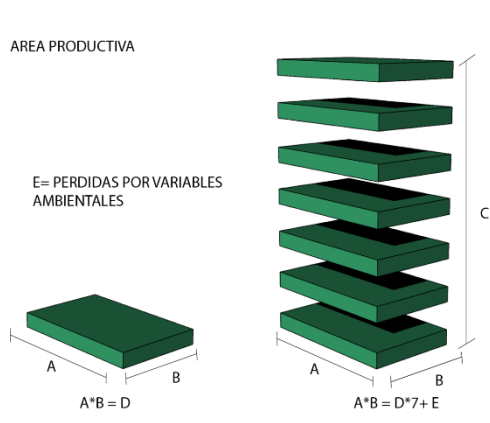 AREA PRODUCTIVA
E= PERDIDAS POR VARIABLES
AMBIENTALES
C
A
B
A*B = D
A
B
A*B = D*7+ E